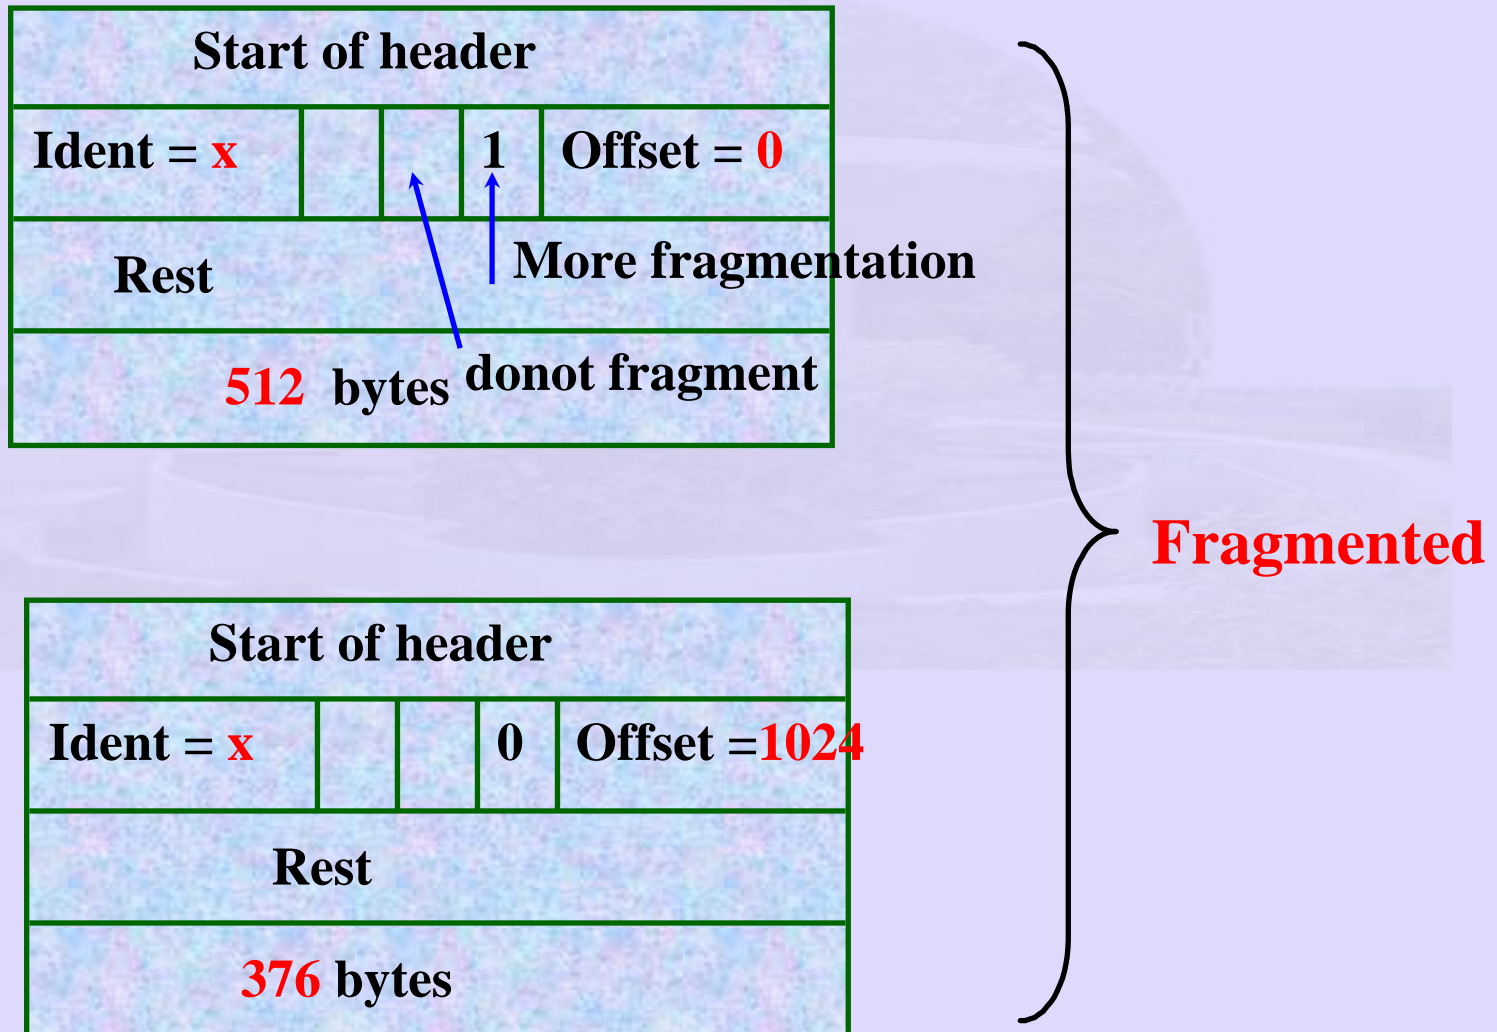 Start of header
Ident = x 1 Offset = 0
More fragmentation
Rest
donot fragment
512 bytes
Fragmented
Start of header
Ident = x 0 Offset =1024
Rest
376 bytes